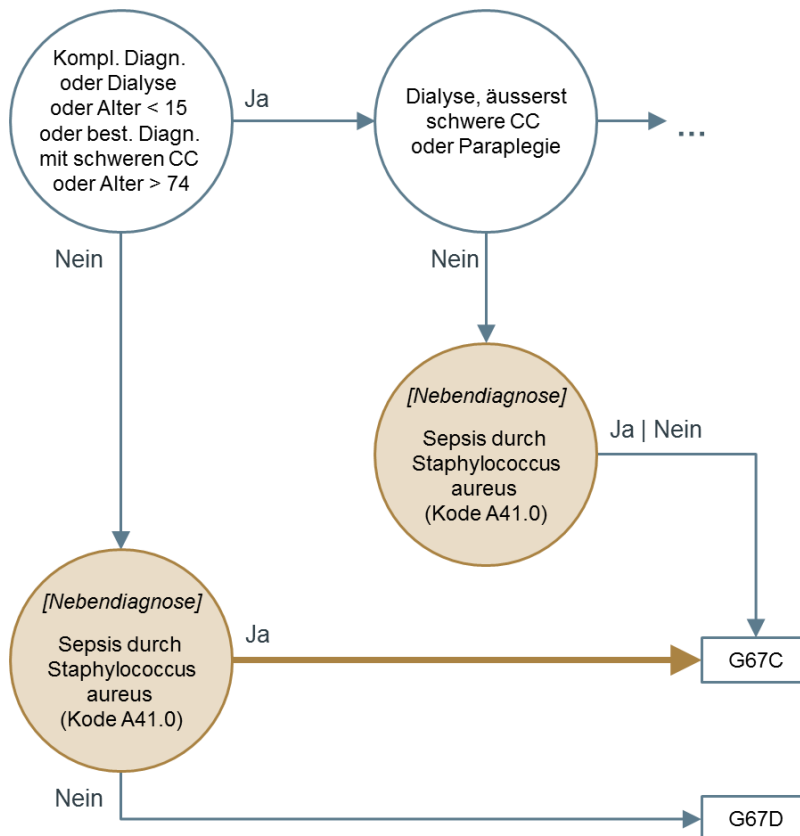 Kompl. Diagn.
oder Dialyse
oder Alter < 15
oder best. Diagn.
mit schweren CC
oder Alter > 74
Ja
Dialyse, äusserst
schwere CC
oder Paraplegie
...
Nein
Nein
[Nebendiagnose]
Sepsis durch
Staphylococcus
aureus
(Kode A41.0)
Ja | Nein
[Nebendiagnose]
Sepsis durch
Staphylococcus
aureus
(Kode A41.0)
Ja
G67C
Nein
G67D